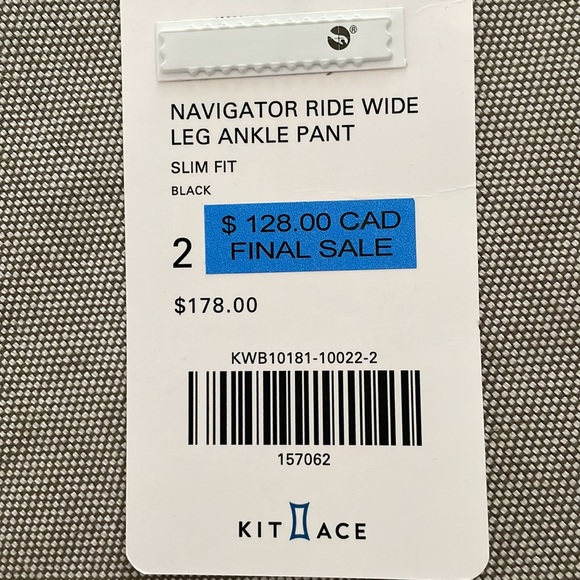 ®
NAVIGATOR RIDE WIDE
LEG ANKLE PANT
SLIM FIT
BLACK
$ 128.00 CAD
FINAL SALE
2
$178.00
KWB10181-10022-2
157062
KIT ACE